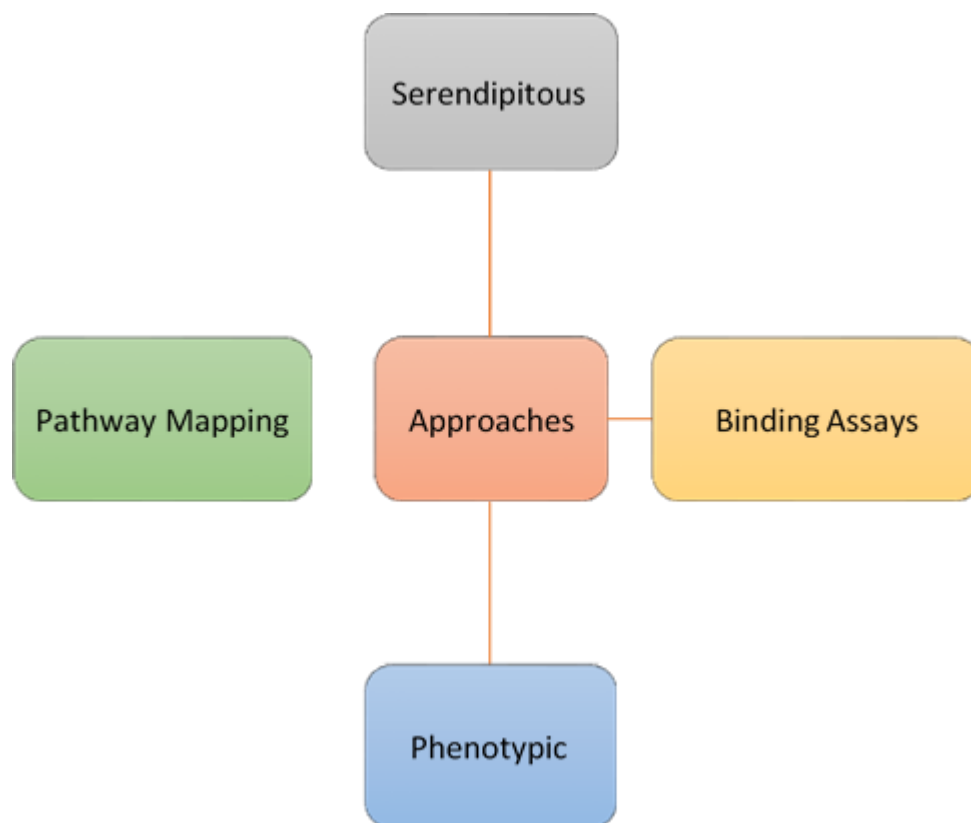 Serendipitous
Pathway Mapping
Approaches
Binding Assays
Phenotypic